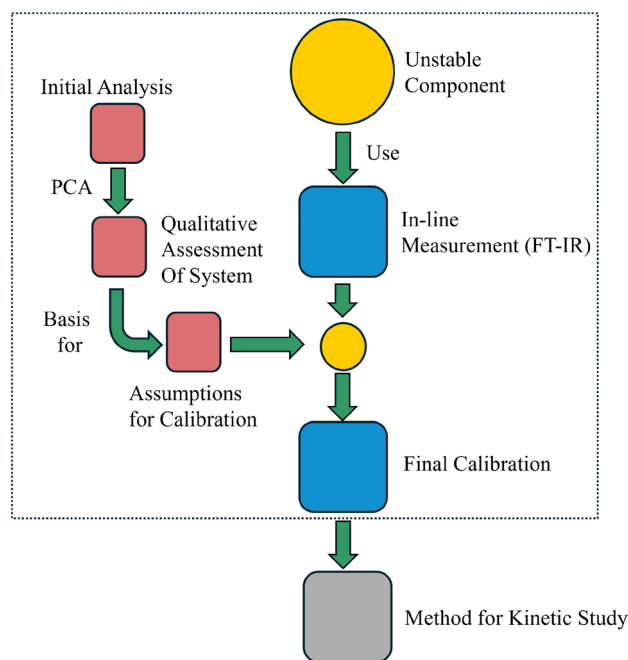 Initial Analysis
PCA
Qualitative
Assessment
Of System
Basis
for
Assumptions
for Calibration
Unstable
Component
Use
In-line
Measurement (FT-IR)
Final Calibration
Method for Kinetic Study